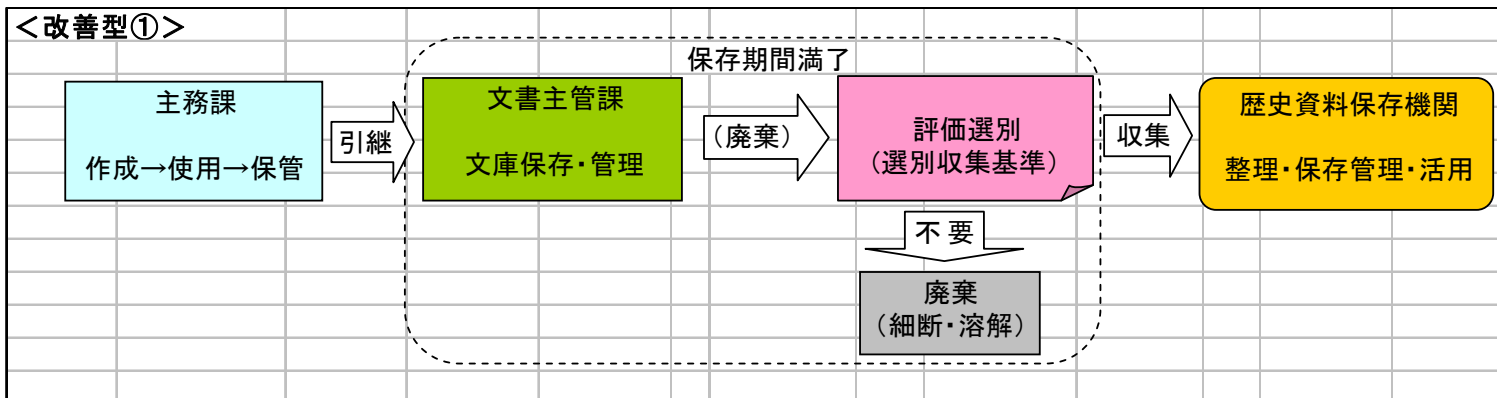 ＜改善型①＞
保存期間満了
主務課
作成→使用→保管
引継
文書主管課
文庫保存・管理
（廃棄）
評価選別
（選別収集基準）
収集
歴史資料保存機関
整理・保存管理・活用
不 要
廃棄
（細断・溶解）